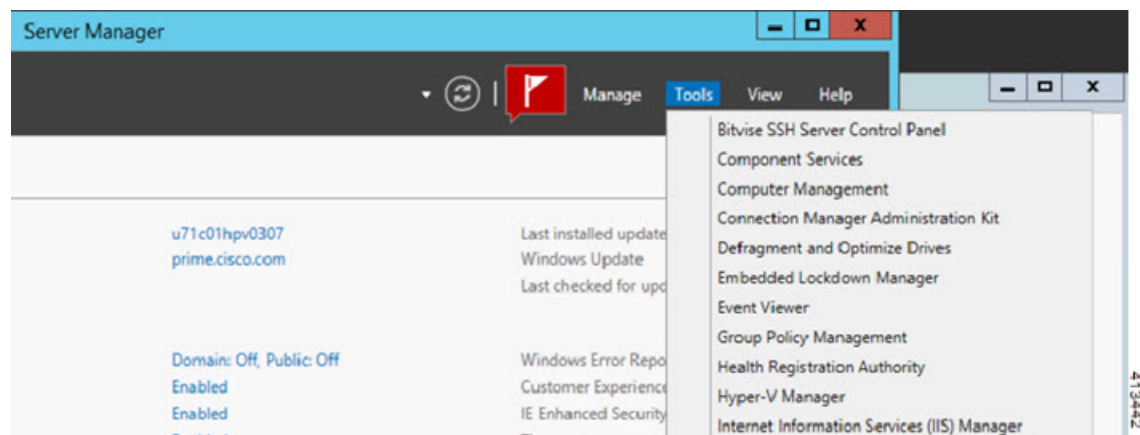 Server Manager
Manage Tools View Help
Bitvise SSH Server Control Panel
Component Services
Computer Management
Connection Manager Administration Kit
Defragment and Optimize Drives
Embedded Lockdown Manager
Event Viewer
Group Policy Management
Health Registration Authority
Hyper-V Manager
Internet Information Services (IIS) Manager
u71c01hpv0307 Last installed update
prime.cisco.com Windows Update
Last checked for upd
Domain: Off, Public: Off Windows Error Repo
Enabled Customer Experience
Enabled IE Enhanced Security
413442